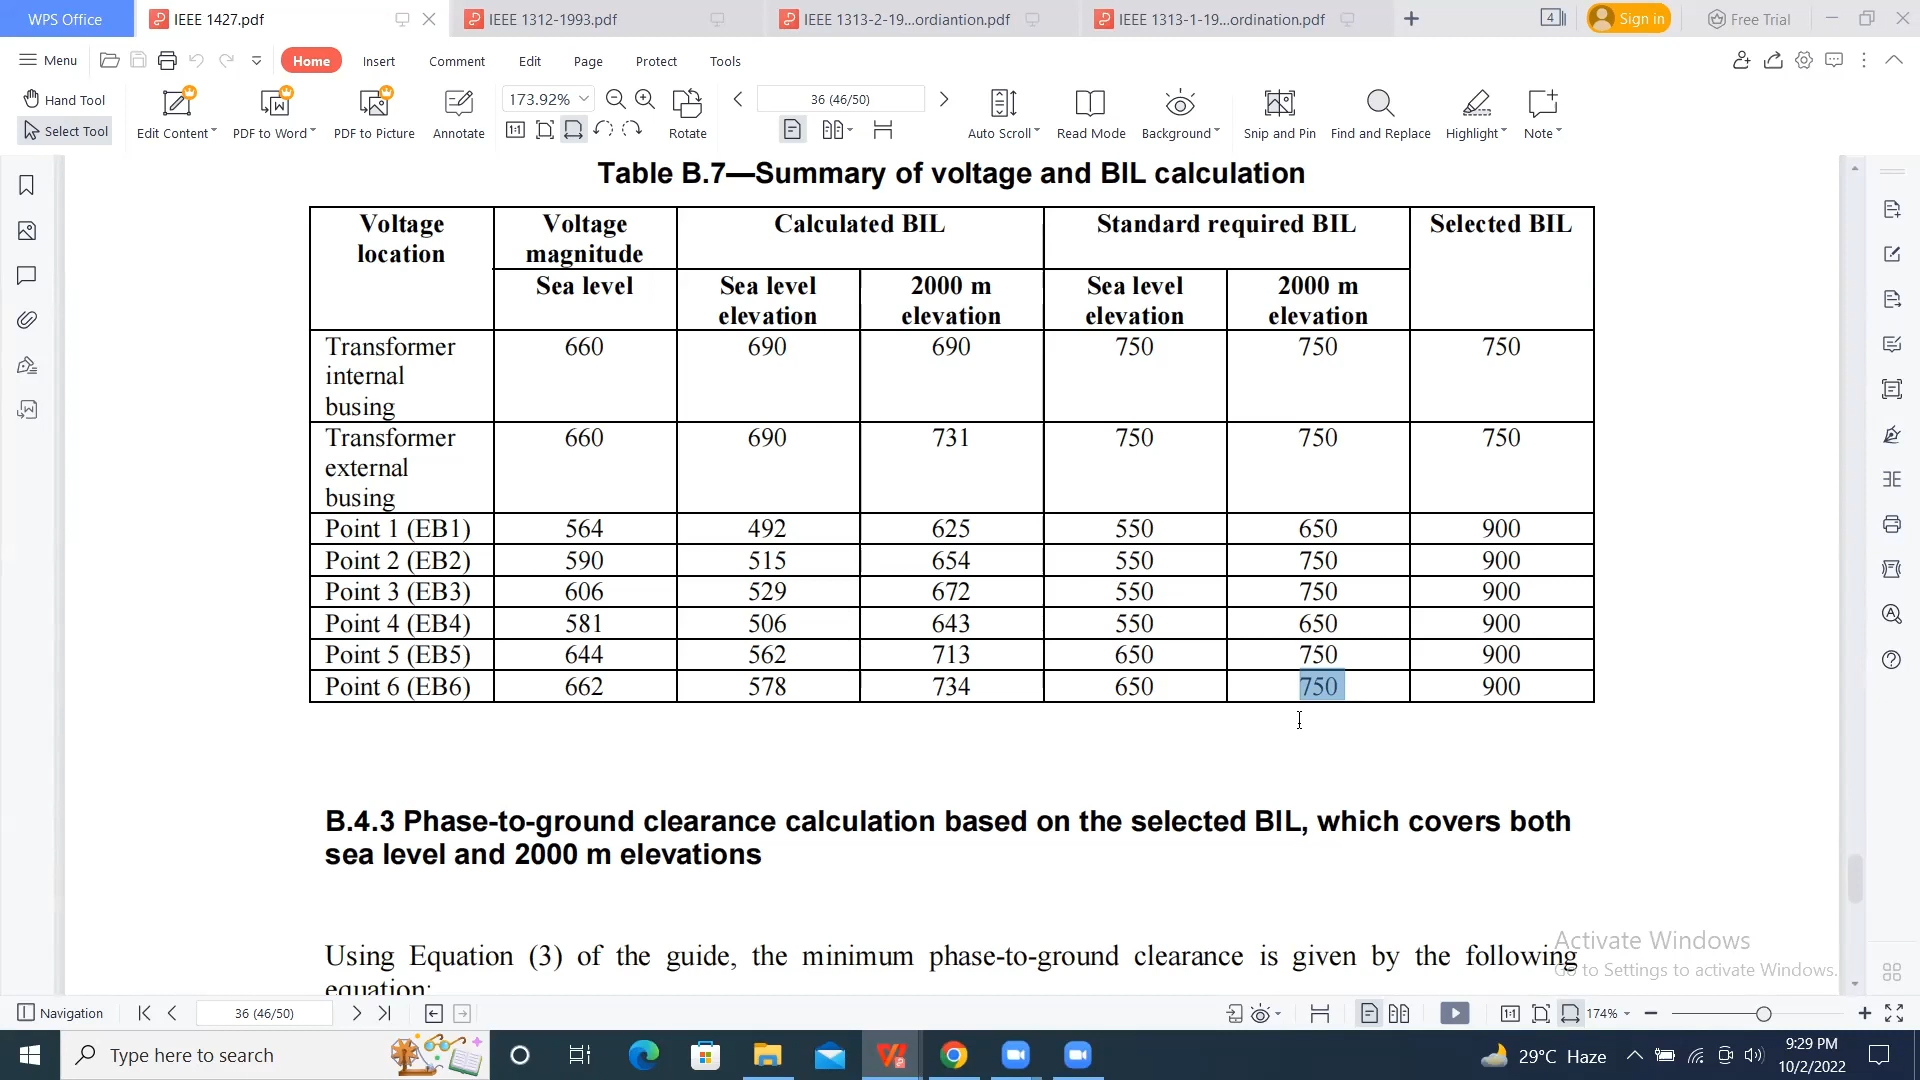 WPS Office
IEEE 1427.pdf
IEEE 1312-1993.pdf
IEEE 1313-2-19...ordiantion.pdf
IEEE 1313-1-19...ordination.pdf
4
Sign in
Free Trial
Menu
Home
Insert
Comment
Edit
Page
Protect
Tools
Hand Tool
Select Tool
Edit Content
PDF to Word
PDF to Picture
Annotate
173.92%
Rotate
36 (46/50)
Auto Scroll
Read Mode
Background
Snip and Pin
Find and Replace
Highlight
Note
Table B.7—Summary of voltage and BIL calculation
Voltage location
Voltage magnitude
Calculated BIL
Standard required BIL
Selected BIL
Sea level
Sea level elevation
2000 m elevation
Sea level elevation
2000 m elevation
Transformer internal busing 660 690 690 750 750 750
Transformer external busing 660 690 731 750 750 750
Point 1 (EB1) 564 492 625 550 650 900
Point 2 (EB2) 590 515 654 550 750 900
Point 3 (EB3) 606 529 672 550 750 900
Point 4 (EB4) 581 506 643 550 650 900
Point 5 (EB5) 644 562 713 650 750 900
Point 6 (EB6) 662 578 734 650 750 900
B.4.3 Phase-to-ground clearance calculation based on the selected BIL, which covers both
sea level and 2000 m elevations
Using Equation (3) of the guide, the minimum phase-to-ground clearance is given by the following
equation:
Activate Windows
Go to Settings to activate Windows.
Navigation
36 (46/50)
174%
Type here to search
29°C Haze
9:29 PM
10/2/2022